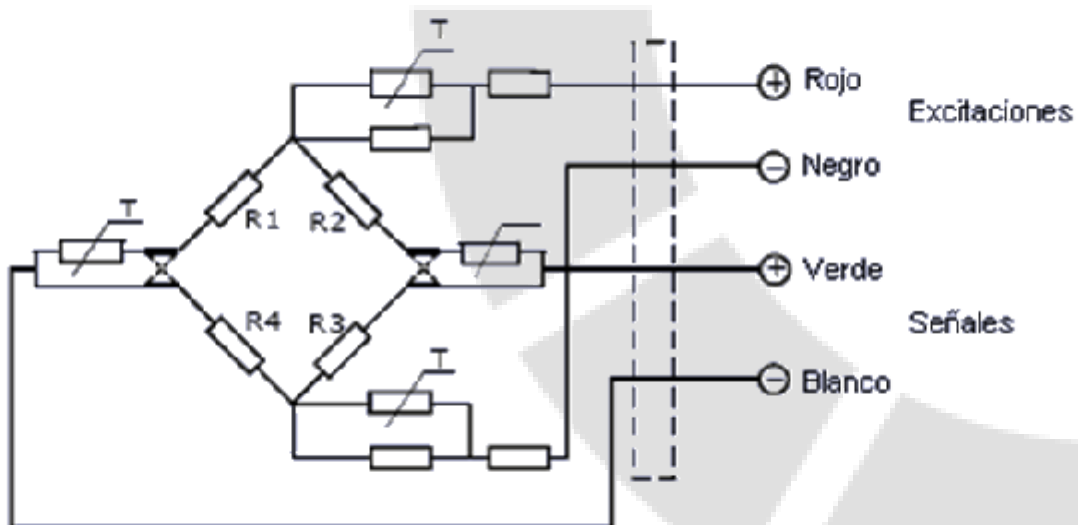 T
Rojo
Excitaciones
Negro
T
R1
R2
Verde
R4
R3
Señales
T
Blanco